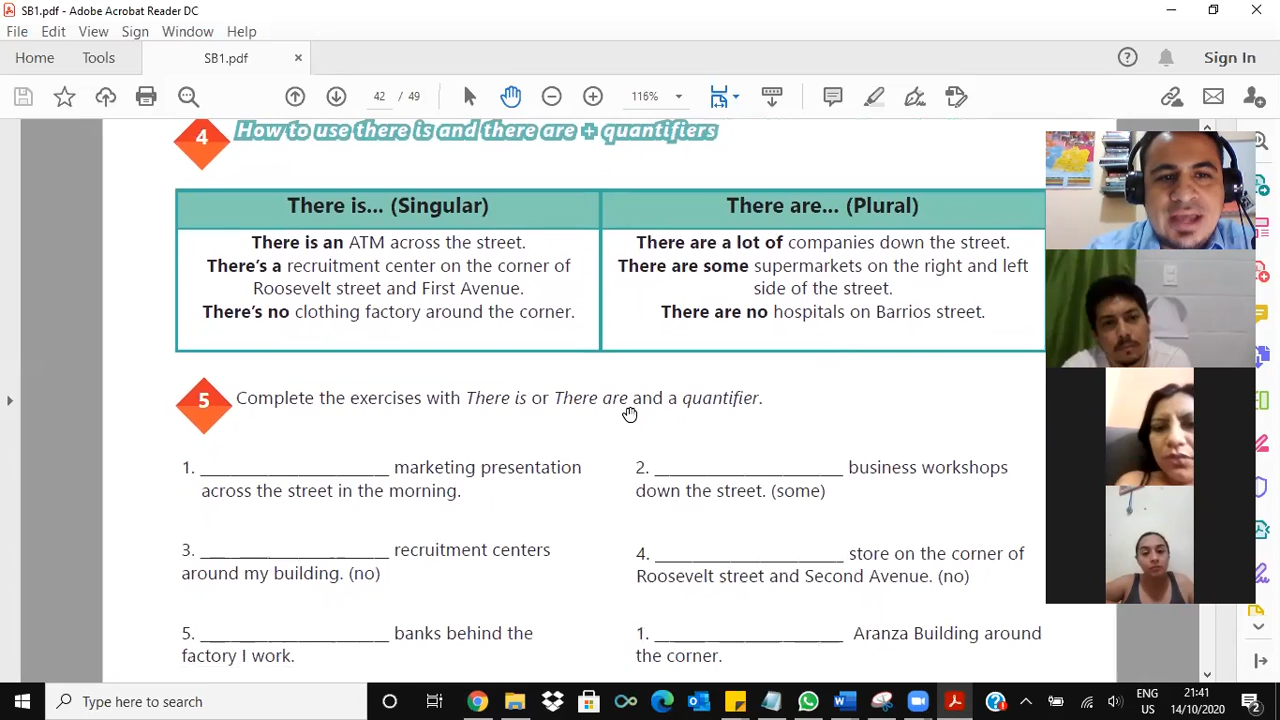 SB1.pdf - Adobe Acrobat Reader DC
File Edit View Sign Window Help
Home Tools SB1.pdf × Sign In
42 / 49 116%
4 How to use there is and there are + quantifiers
There is... (Singular) There are... (Plural)
There is an ATM across the street. There are a lot of companies down the street.
There's a recruitment center on the corner of There are some supermarkets on the right and left
Roosevelt street and First Avenue. side of the street.
There's no clothing factory around the corner. There are no hospitals on Barrios street.
5 Complete the exercises with There is or There are and a quantifier.
1. ____________________ marketing presentation
across the street in the morning.
2. ____________________ business workshops
down the street. (some)
3. ____________________ recruitment centers
around my building. (no)
4. ____________________ store on the corner of
Roosevelt street and Second Avenue. (no)
5. ____________________ banks behind the
factory I work.
1. ____________________ Aranza Building around
the corner.
Type here to search
ENG 21:41
US 14/10/2020
2